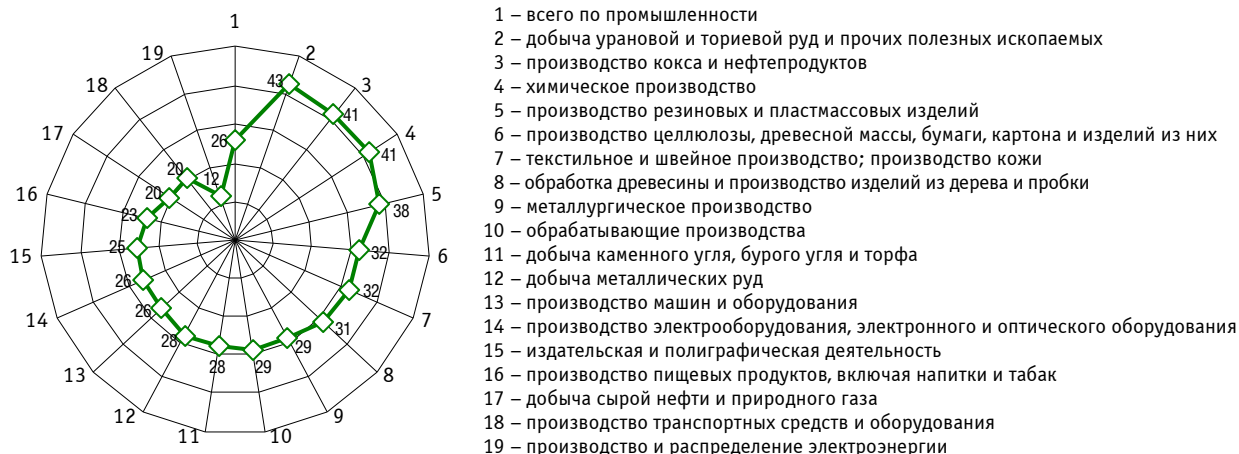 1
2
3
4
5
6
7
8
9
10
11
12
13
14
15
16
17
18
19
26
43
41
41
38
32
32
31
29
29
28
28
26
26
25
23
20
20
12
1 – всего по промышленности
2 – добыча урановой и ториевой руд и прочих полезных ископаемых
3 – производство кокса и нефтепродуктов
4 – химическое производство
5 – производство резиновых и пластмассовых изделий
6 – производство целлюлозы, древесной массы, бумаги, картона и изделий из них
7 – текстильное и швейное производство; производство кожи
8 – обработка древесины и производство изделий из дерева и пробки
9 – металлургическое производство
10 – обрабатывающие производства
11 – добыча каменного угля, бурого угля и торфа
12 – добыча металлических руд
13 – производство машин и оборудования
14 – производство электрооборудования, электронного и оптического оборудования
15 – издательская и полиграфическая деятельность
16 – производство пищевых продуктов, включая напитки и табак
17 – добыча сырой нефти и природного газа
18 – производство транспортных средств и оборудования
19 – производство и распределение электроэнергии